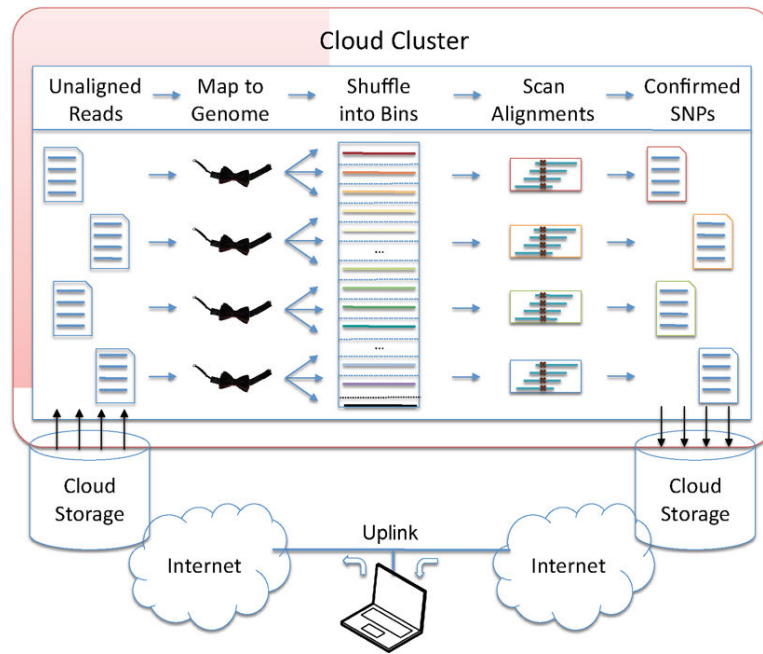 Cloud Cluster
Unaligned
Reads
Map to
Genome
Shuffle
into Bins
Scan
Alignments
Confirmed
SNPs
...
...
Cloud
Storage
Cloud
Storage
Uplink
Internet
Internet